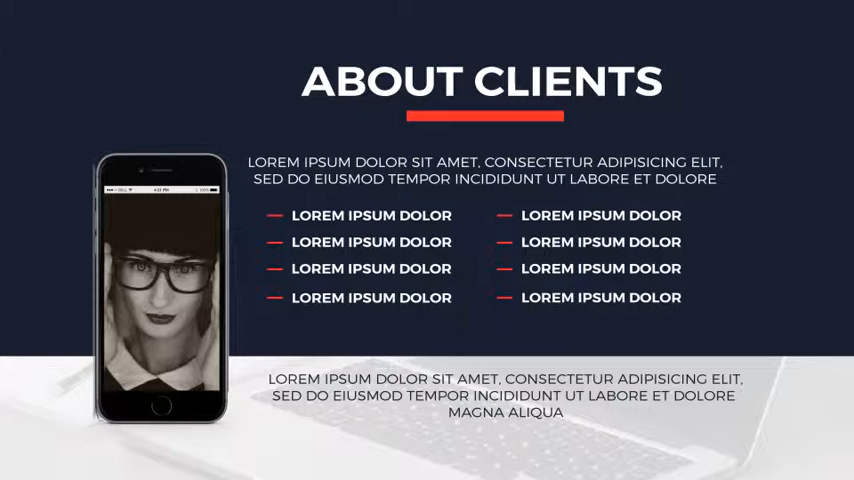 ABOUT CLIENTS
LOREM IPSUM DOLOR SIT AMET, CONSECTETUR ADIPISICING ELIT,
SED DO EIUSMOD TEMPOR INCIDIDUNT UT LABORE ET DOLORE
LOREM IPSUM DOLOR
LOREM IPSUM DOLOR
LOREM IPSUM DOLOR
LOREM IPSUM DOLOR
LOREM IPSUM DOLOR
LOREM IPSUM DOLOR
LOREM IPSUM DOLOR
LOREM IPSUM DOLOR
4:21 PM
LOREM IPSUM DOLOR SIT AMET, CONSECTETUR ADIPISICING ELIT,
SED DO EIUSMOD TEMPOR INCIDIDUNT UT LABORE ET DOLORE
MAGNA ALIQUA